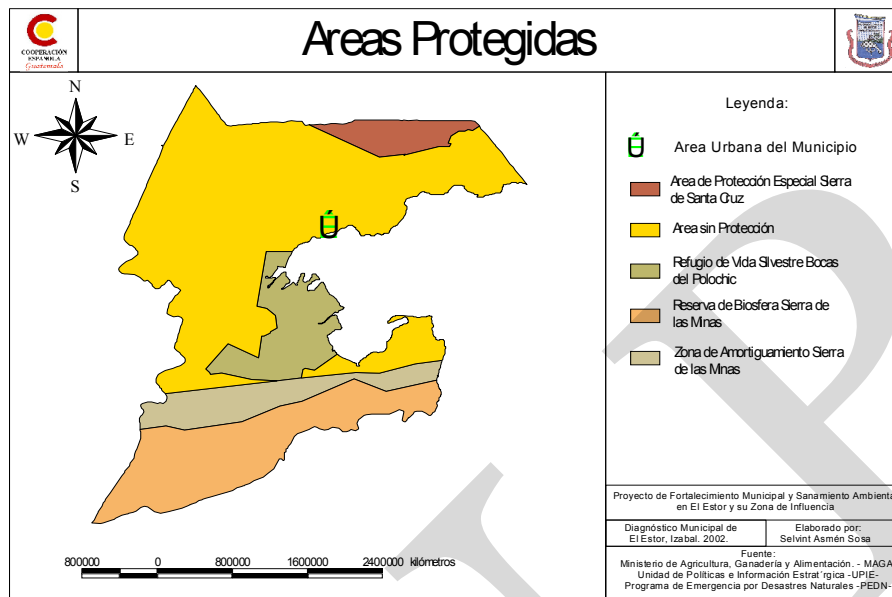 COOPERACIÓN
ESPAÑOLA
Guatemala
Areas Protegidas
N
W E
S
Leyenda:
Ú Area Urbana del Municipio
Area de Protección Especial Sierra
de Santa Cruz
Area sin Protección
Refugio de Vida Silvestre Bocas
del Polochic
Reserva de Biosfera Sierra de
las Minas
Zona de Amortiguamiento Sierra
de las Minas
Ú
800000 0 800000 1600000 2400000 kilómetros
Proyecto de Fortalecimiento Municipal y Sanamiento Ambienta
en El Estor y su Zona de Influencia
Diagnóstico Municipal de
El Estor, Izabal. 2002.
Elaborado por:
Selvint Asmén Sosa
Fuente:
Ministerio de Agricultura, Ganadería y Alimentación. - MAGA
Unidad de Políticas e Información Estrat´rgica -UPIE-
Programa de Emergencia por Desastres Naturales -PEDN-